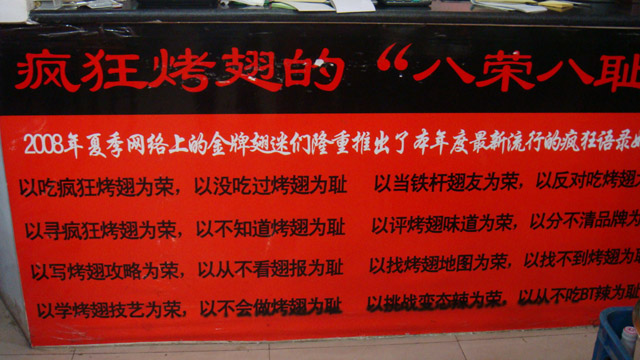 疯狂烤翅的“八荣八耻
2008年夏季网络上的金牌翅迷们隆重推出了本年度最新流行的疯狂语录如
以吃疯狂烤翅为荣，以没吃过烤翅为耻 以当铁杆翅友为荣，以反对吃烤翅为
以寻疯狂烤翅为荣，以不知道烤翅为耻 以评烤翅味道为荣，以分不清品牌为
以写烤翅攻略为荣，以从不看翅报为耻 以找烤翅地图为荣，以找不到烤翅为
以学烤翅技艺为荣，以不会做烤翅为耻 以挑战变态辣为荣，以从不吃BT辣为耻